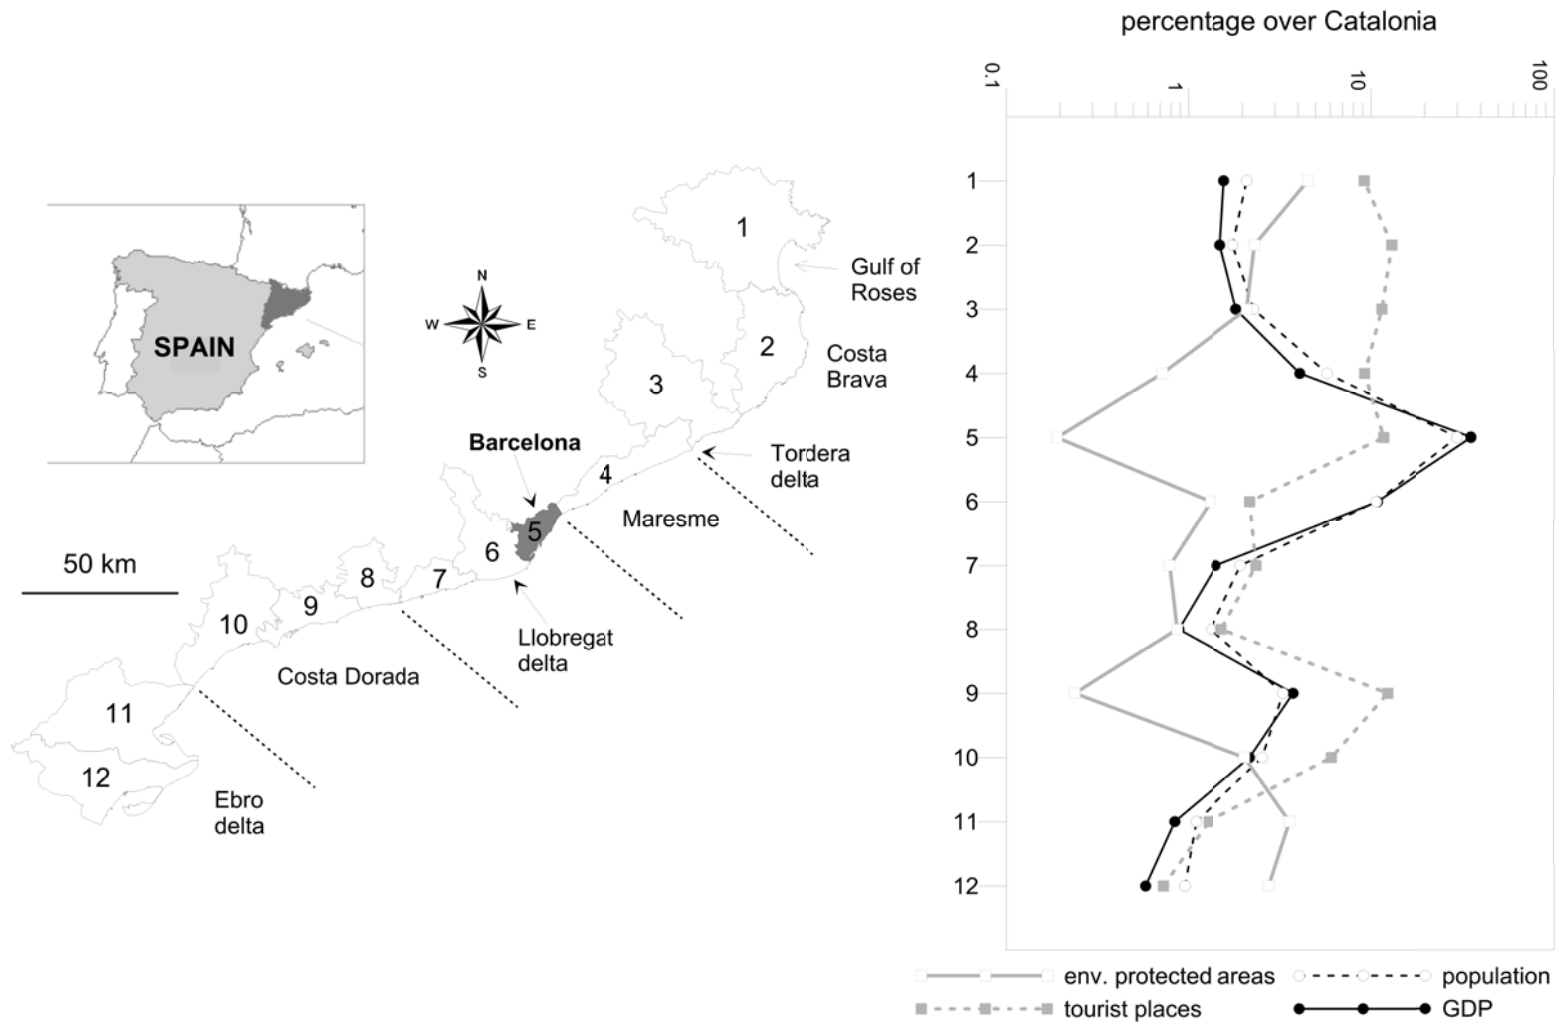 percentage over Catalonia
0.1
1
10
100
1
2
3
4
5
6
7
8
9
10
11
12
SPAIN
N
W
E
S
1
Gulf of
Roses
2
Costa
Brava
3
Barcelona
4
Tordera
delta
Maresme
5
6
50 km
7
8
9
10
Llobregat
delta
Costa Dorada
11
12
Ebro
delta
env. protected areas
population
tourist places
GDP